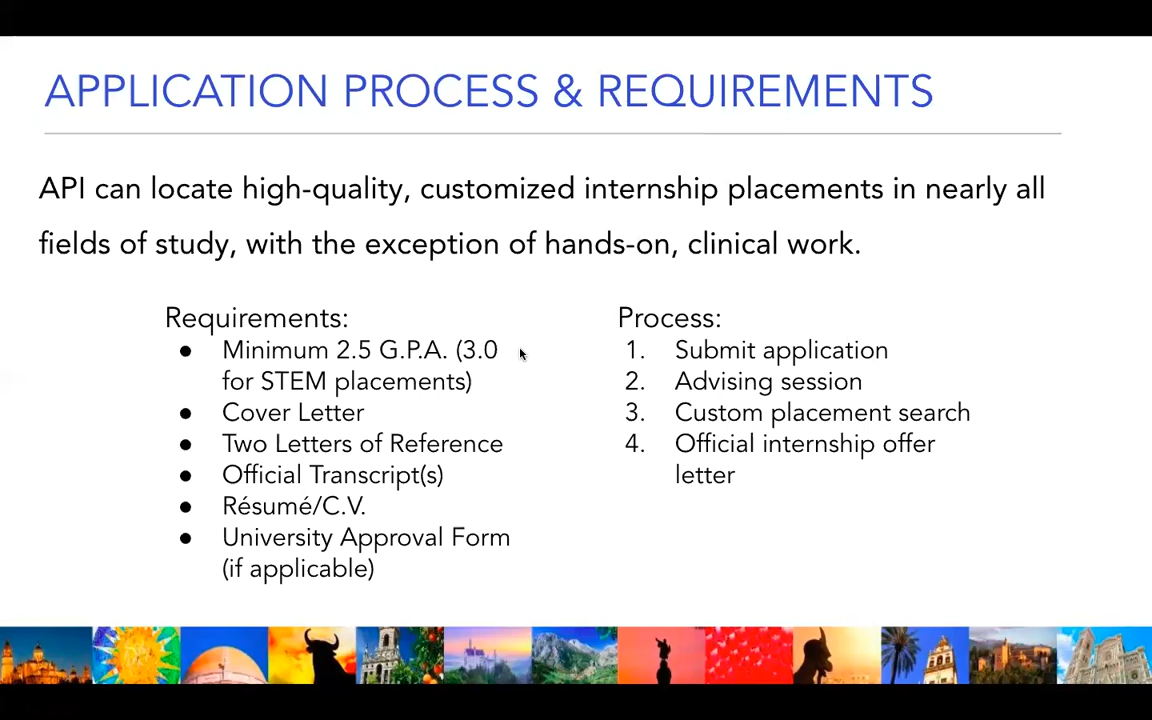 APPLICATION PROCESS & REQUIREMENTS
API can locate high-quality, customized internship placements in nearly all
fields of study, with the exception of hands-on, clinical work.
Requirements:
● Minimum 2.5 G.P.A. (3.0
for STEM placements)
● Cover Letter
● Two Letters of Reference
● Official Transcript(s)
● Résumé/C.V.
● University Approval Form
(if applicable)
Process:
1. Submit application
2. Advising session
3. Custom placement search
4. Official internship offer
letter